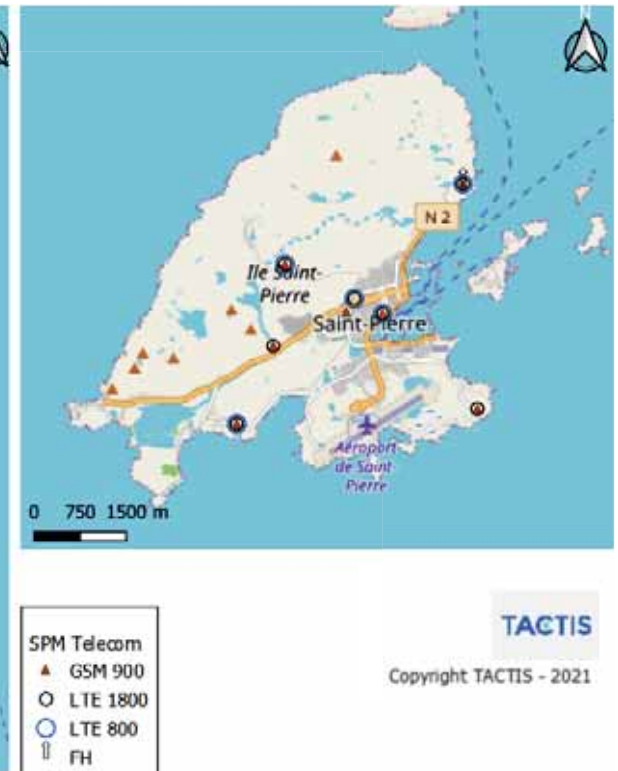 N
N 2
Ile Saint-
Pierre
Saint-Pierre
Aéroport
de Saint
Pierre
0 750 1500 m
SPM Telecom
GSM 900
LTE 1800
LTE 800
FH
TACTIS
Copyright TACTIS - 2021